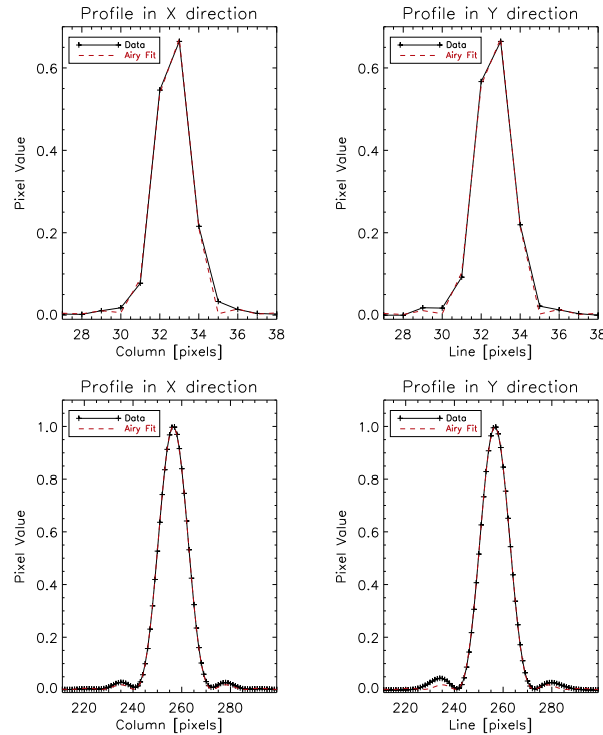 Profile in X direction
Data
Airy Fit
Pixel Value
0.6
0.4
0.2
0.0
28 30 32 34 36 38
Column [pixels]
Profile in Y direction
Data
Airy Fit
Pixel Value
0.6
0.4
0.2
0.0
28 30 32 34 36 38
Line [pixels]
Profile in X direction
Data
Airy Fit
Pixel Value
1.0
0.8
0.6
0.4
0.2
0.0
220 240 260 280
Column [pixels]
Profile in Y direction
Data
Airy Fit
Pixel Value
1.0
0.8
0.6
0.4
0.2
0.0
220 240 260 280
Line [pixels]